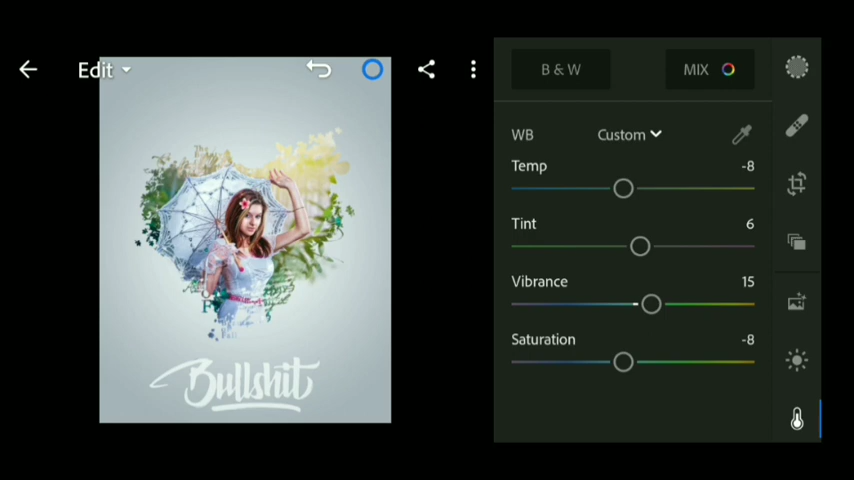 Edit
B & W
MIX
WB
Custom
Temp
-8
Tint
6
Vibrance
15
Saturation
-8
Bullshit